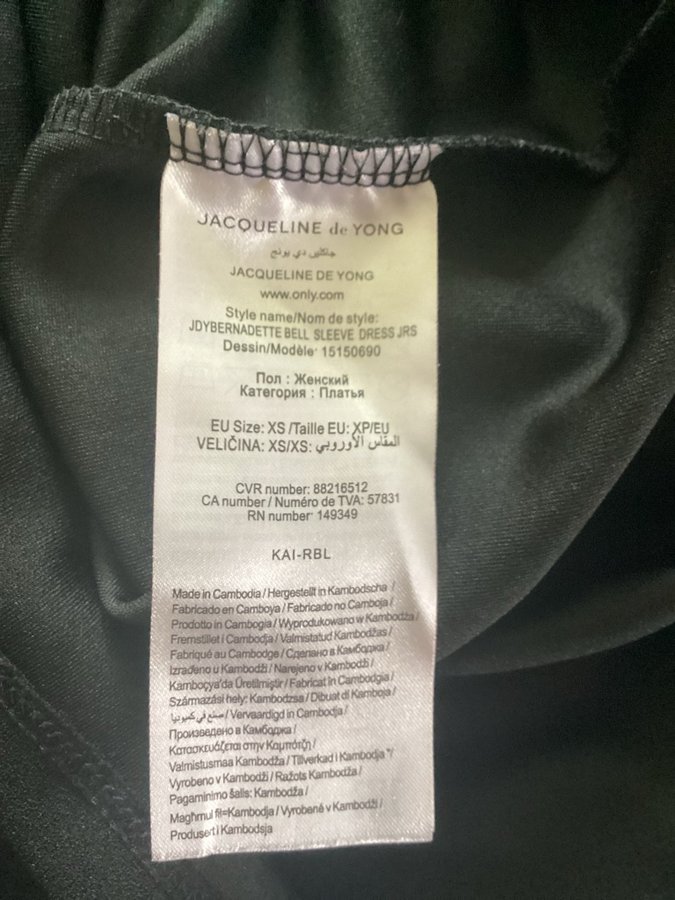 JACQUELINE de YONG
جاكلين دي يونج
JACQUELINE DE YONG
www.only.com
Style name/Nom de style:
JDYBERNADETTE BELL SLEEVE DRESS JRS
Dessin/Modèle: 15150690
Пол : Женский
Категория : Платья
EU Size: XS /Taille EU: XP/EU
VELIČINA: XS/XS: المقاس الأوروبي
CVR number: 88216512
CA number / Numéro de TVA: 57831
RN number: 149349
KAI-RBL
Made in Cambodia / Hergestellt in Kambodscha /
Fabricado en Camboya / Fabricado no Camboja /
Prodotto in Cambogia / Wyprodukowano w Kambodża /
Fremstillet i Cambodja / Valmistatud Kambodžas /
Fabriqué au Cambodge / Сделано в Камбоджа /
Izrađeno u Kambodži / Narejeno v Kambodži /
Kamboçya'da Üretilmiştir / Fabricat în Cambodgia /
Származási hely: Kambodzsa / Dibuat di Kamboja /
صنع في كمبوديا / Vervaardigd in Cambodja /
Произведено в Камбоджа /
Κατασκευάζεται στην Καμπότζη /
Valmistusmaa Kambodža / Tillverkad i Kambodja "/
Vyrobeno v Kambodži / Ražots Kambodža /
Pagaminimo šalis: Kambodža /
Magħmul fil=Kambodja / Vyrobené v Kambodži /
Produsert i Kambodsja